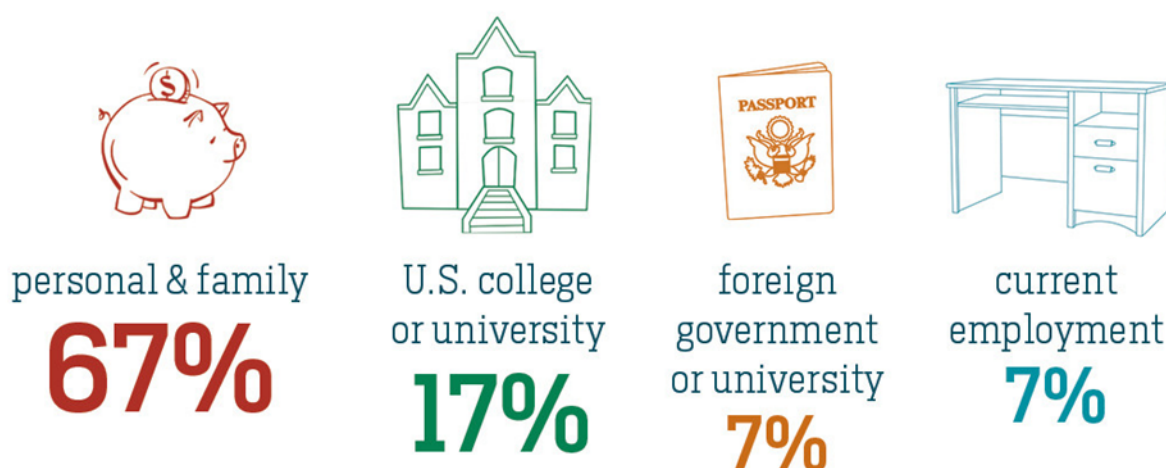 $
PASSPORT
personal & family
67%
U.S. college
or university
17%
foreign
government
or university
7%
current
employment
7%